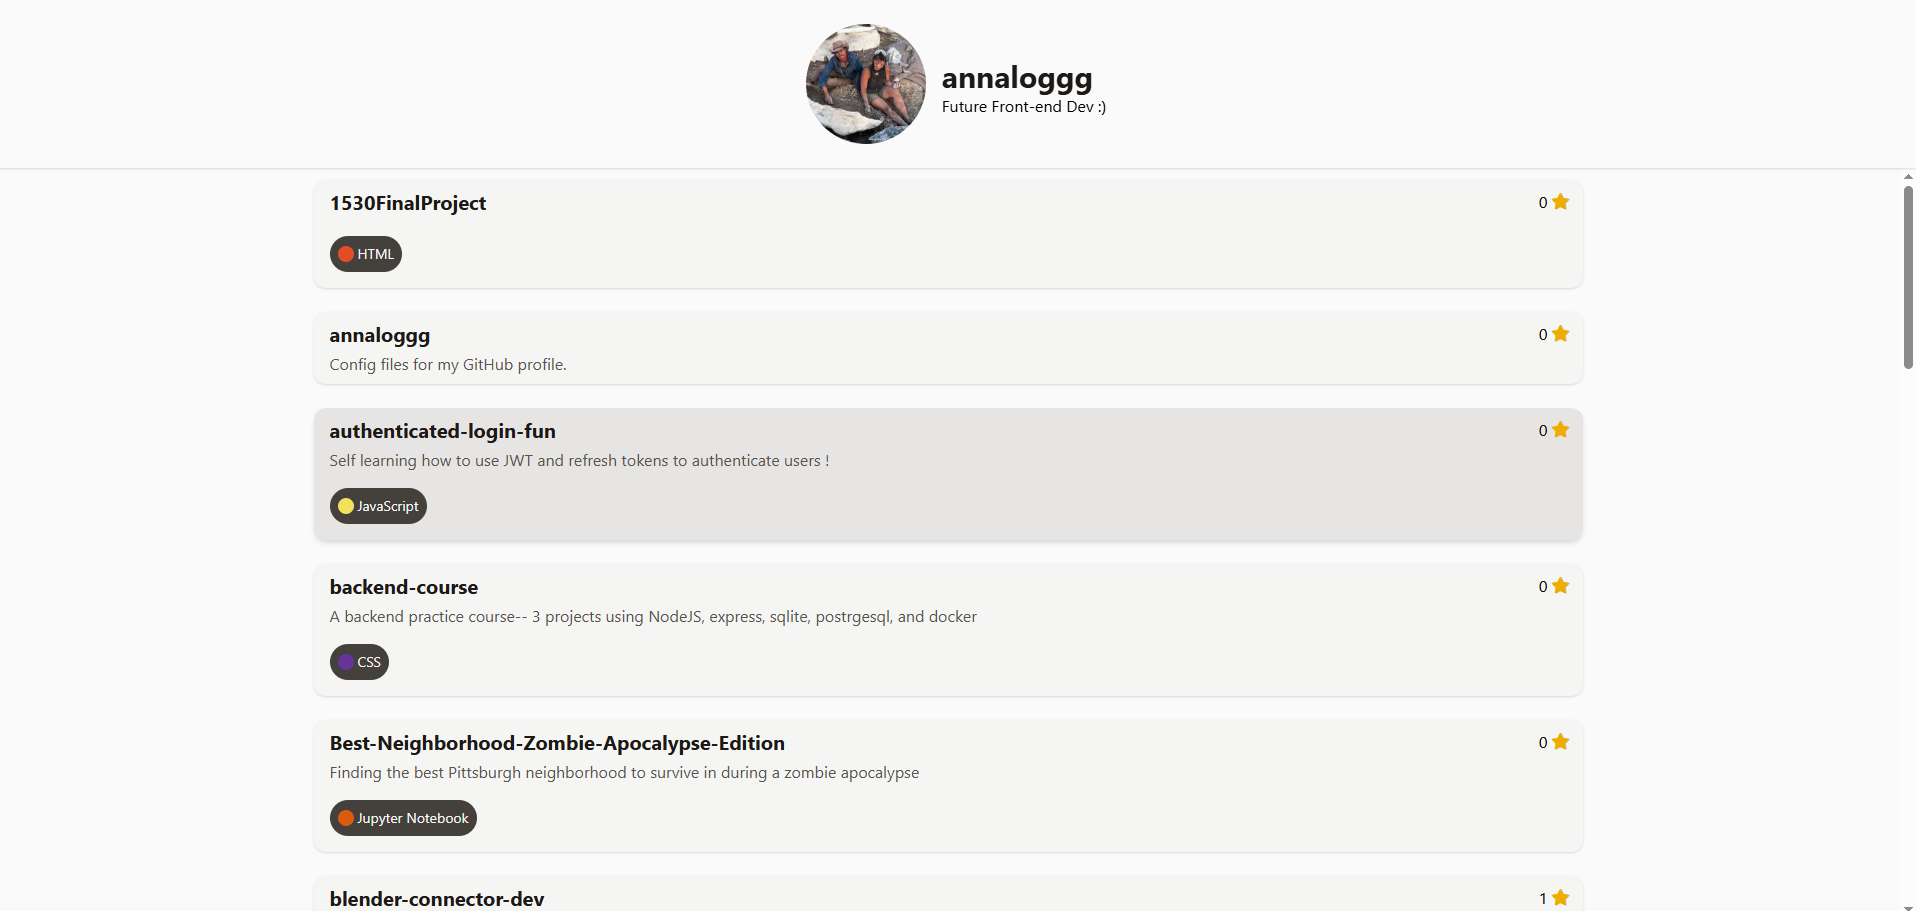 annaloggg
Future Front-end Dev :)
1530FinalProject
0
HTML
annaloggg
0
Config files for my GitHub profile.
authenticated-login-fun
0
Self learning how to use JWT and refresh tokens to authenticate users !
JavaScript
backend-course
0
A backend practice course-- 3 projects using NodeJS, express, sqlite, postrgesql, and docker
CSS
Best-Neighborhood-Zombie-Apocalypse-Edition
0
Finding the best Pittsburgh neighborhood to survive in during a zombie apocalypse
Jupyter Notebook
blender-connector-dev
1